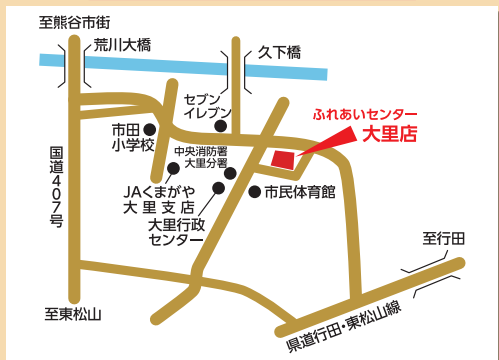 至熊谷市街
荒川大橋
久下橋
セブン
イレブン
ふれあいセンター
大里店
市田
小学校
中央消防署
大里分署
国道407号
JAくまがや
大里支店
市民体育館
大里行政
センター
至行田
至東松山
県道行田・東松山線